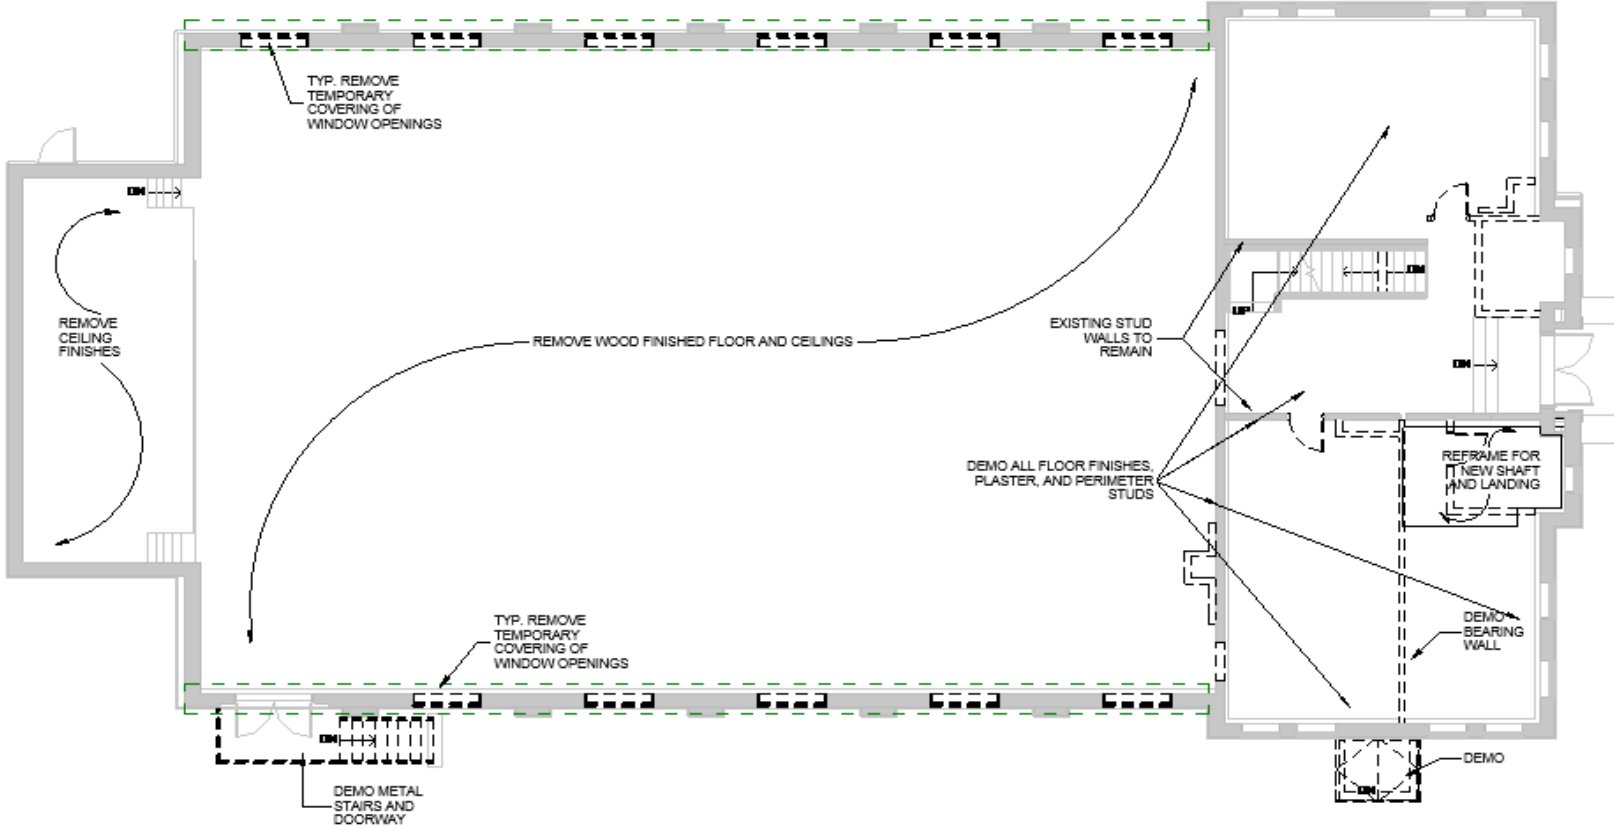 TYP. REMOVE
TEMPORARY
COVERING OF
WINDOW OPENINGS
DN
REMOVE
CEILING
FINISHES
REMOVE WOOD FINISHED FLOOR AND CEILINGS
EXISTING STUD
WALLS TO
REMAIN
DN
UP
DN
DEMO ALL FLOOR FINISHES,
PLASTER, AND PERIMETER
STUDS
REFRAME FOR
NEW SHAFT
AND LANDING
TYP. REMOVE
TEMPORARY
COVERING OF
WINDOW OPENINGS
DEMO
BEARING
WALL
DN
DEMO METAL
STAIRS AND
DOORWAY
DEMO
DN